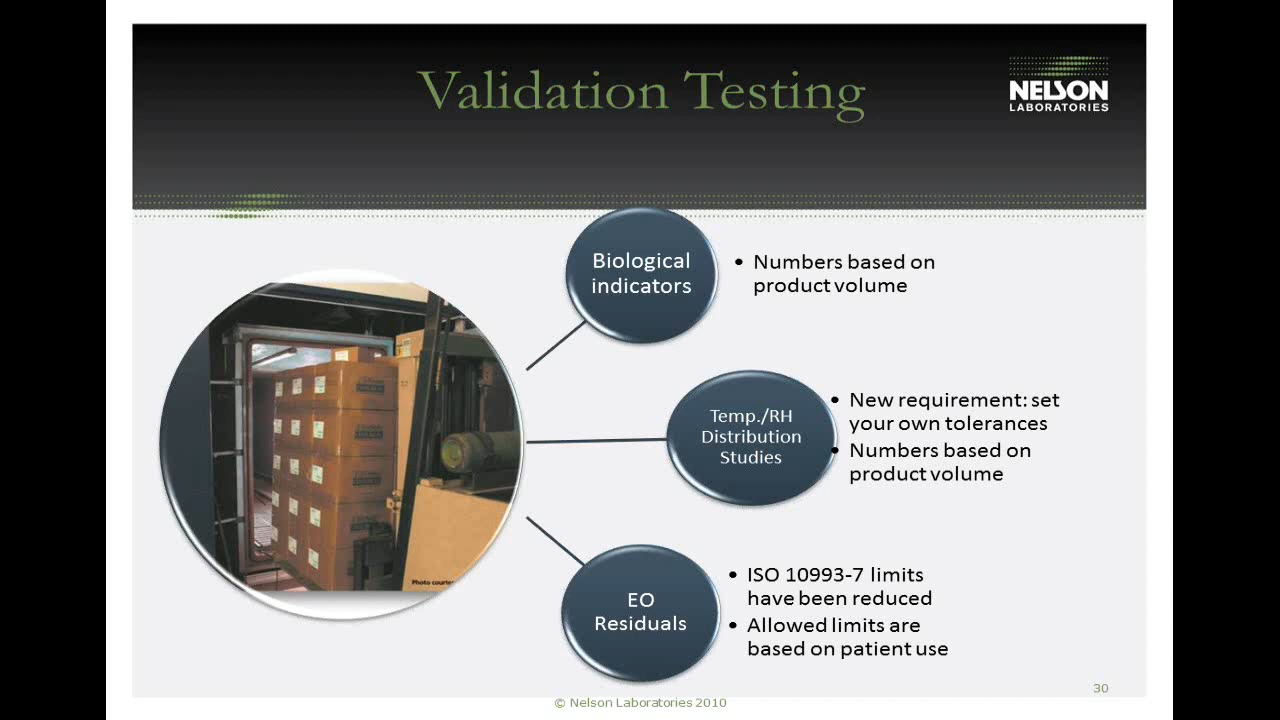 Validation Testing
NELSON
LABORATORIES
Biological
indicators
• Numbers based on
product volume
Temp./RH
Distribution
Studies
• New requirement: set
your own tolerances
• Numbers based on
product volume
EO
Residuals
• ISO 10993-7 limits
have been reduced
• Allowed limits are
based on patient use
Photo courte
30
© Nelson Laboratories 2010